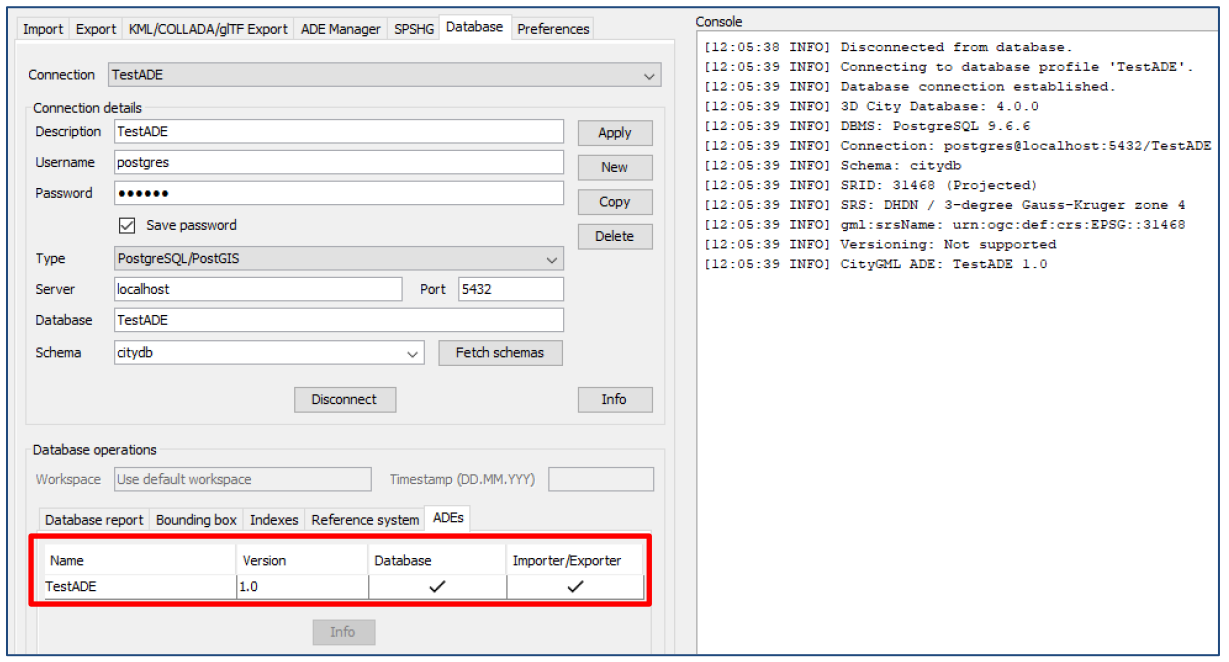 Import Export KML/COLLADA/glTF Export ADE Manager SPSHG Database Preferences
Connection TestADE
Connection details
Description TestADE Apply
Username postgres New
Password •••••• Copy
Save password Delete
Type PostgreSQL/PostGIS
Server localhost Port 5432
Database TestADE
Schema citydb Fetch schemas
Disconnect Info
Database operations
Workspace Use default workspace Timestamp (DD.MM.YYY)
Database report Bounding box Indexes Reference system ADEs
Name Version Database Importer/Exporter
TestADE 1.0 ✓ ✓
Info
Console
[12:05:38 INFO] Disconnected from database.
[12:05:39 INFO] Connecting to database profile 'TestADE'.
[12:05:39 INFO] Database connection established.
[12:05:39 INFO] 3D City Database: 4.0.0
[12:05:39 INFO] DBMS: PostgreSQL 9.6.6
[12:05:39 INFO] Connection: postgres@localhost:5432/TestADE
[12:05:39 INFO] Schema: citydb
[12:05:39 INFO] SRID: 31468 (Projected)
[12:05:39 INFO] SRS: DHDN / 3-degree Gauss-Kruger zone 4
[12:05:39 INFO] gml:srsName: urn:ogc:def:crs:EPSG::31468
[12:05:39 INFO] Versioning: Not supported
[12:05:39 INFO] CityGML ADE: TestADE 1.0